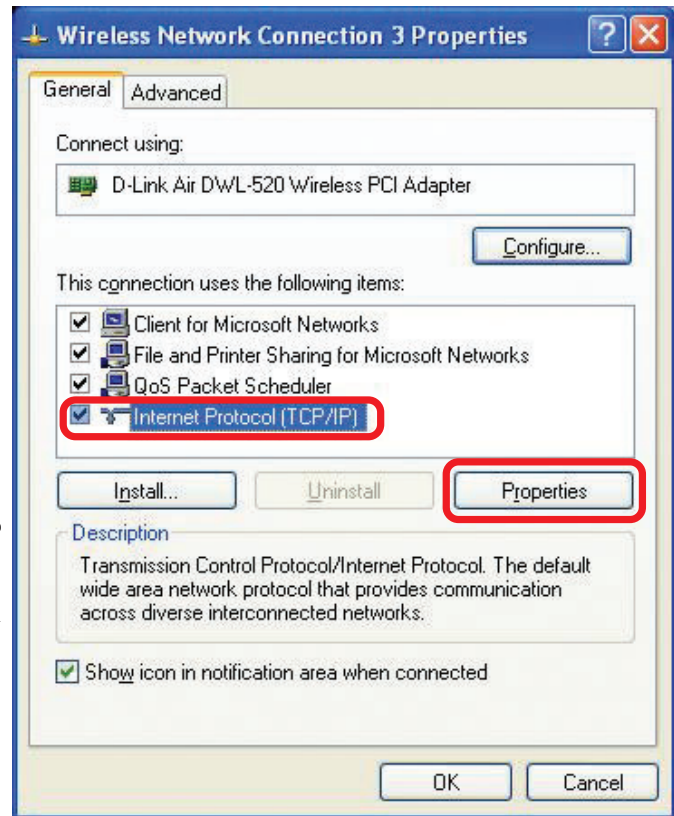 Wireless Network Connection 3 Properties
General Advanced
Connect using:
D-Link Air DWL-520 Wireless PCI Adapter
Configure...
This connection uses the following items:
Client for Microsoft Networks
File and Printer Sharing for Microsoft Networks
QoS Packet Scheduler
Internet Protocol (TCP/IP)
Install... Uninstall Properties
Description
Transmission Control Protocol/Internet Protocol. The default
wide area network protocol that provides communication
across diverse interconnected networks.
Show icon in notification area when connected
OK Cancel